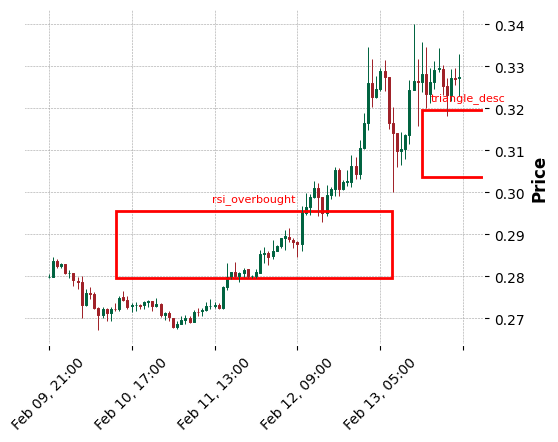 0.34
0.33
triangle_desc
0.32
0.31
Price
0.30
rsi_overbought
0.29
0.28
0.27
Feb 09, 21:00
Feb 10, 17:00
Feb 11, 13:00
Feb 12, 09:00
Feb 13, 05:00